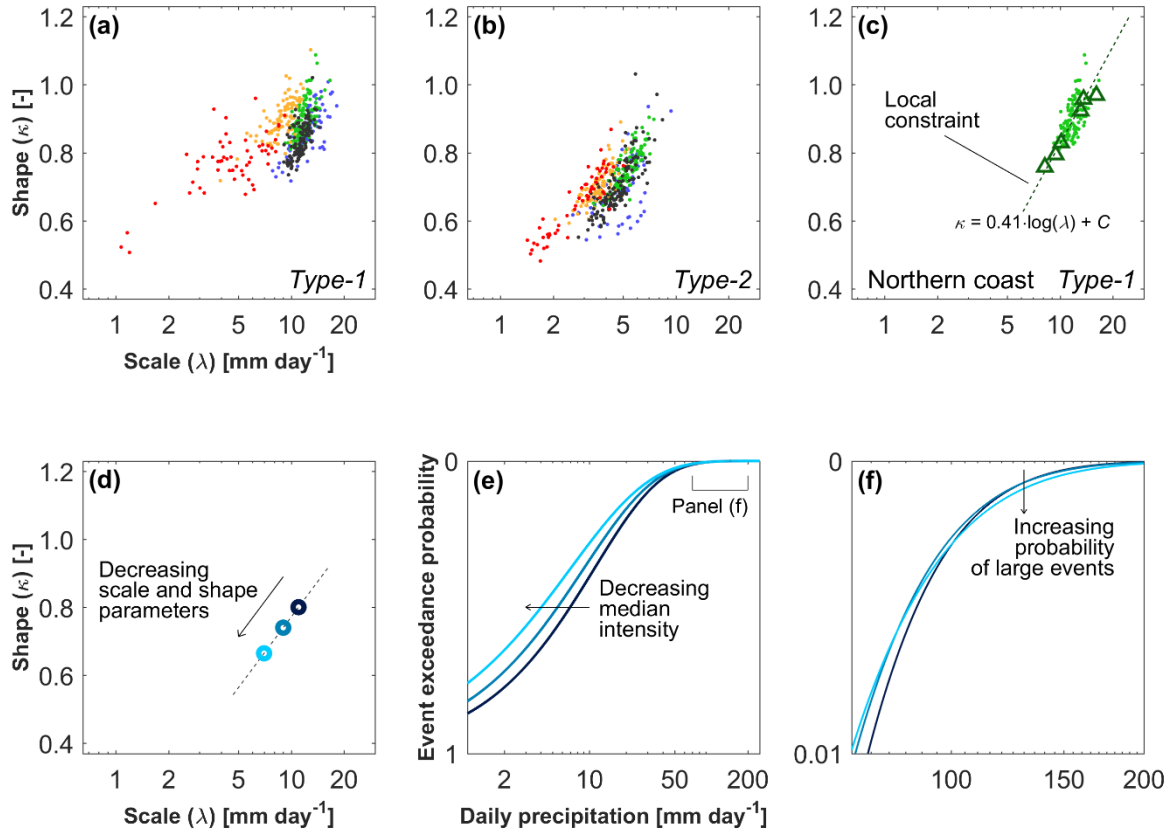 (a)
1.2
1.0
0.8
0.6
0.4
Shape (κ) [-]
Type-1
1 2 5 10 20
Scale (λ) [mm day⁻¹]
(b)
1.2
1.0
0.8
0.6
0.4
Type-2
1 2 5 10 20
(c)
1.2
1.0
0.8
0.6
0.4
Local
constraint
κ = 0.41·log(λ) + C
Northern coast Type-1
1 2 5 10 20
(d)
1.2
1.0
0.8
0.6
0.4
Shape (κ) [-]
Decreasing
scale and shape
parameters
1 2 5 10 20
Scale (λ) [mm day⁻¹]
(e)
0
1
Event exceedance probability
Panel (f)
Decreasing
median
intensity
2 10 50 200
Daily precipitation [mm day⁻¹]
(f)
0
0.01
Increasing
probability
of large events
100 150 200